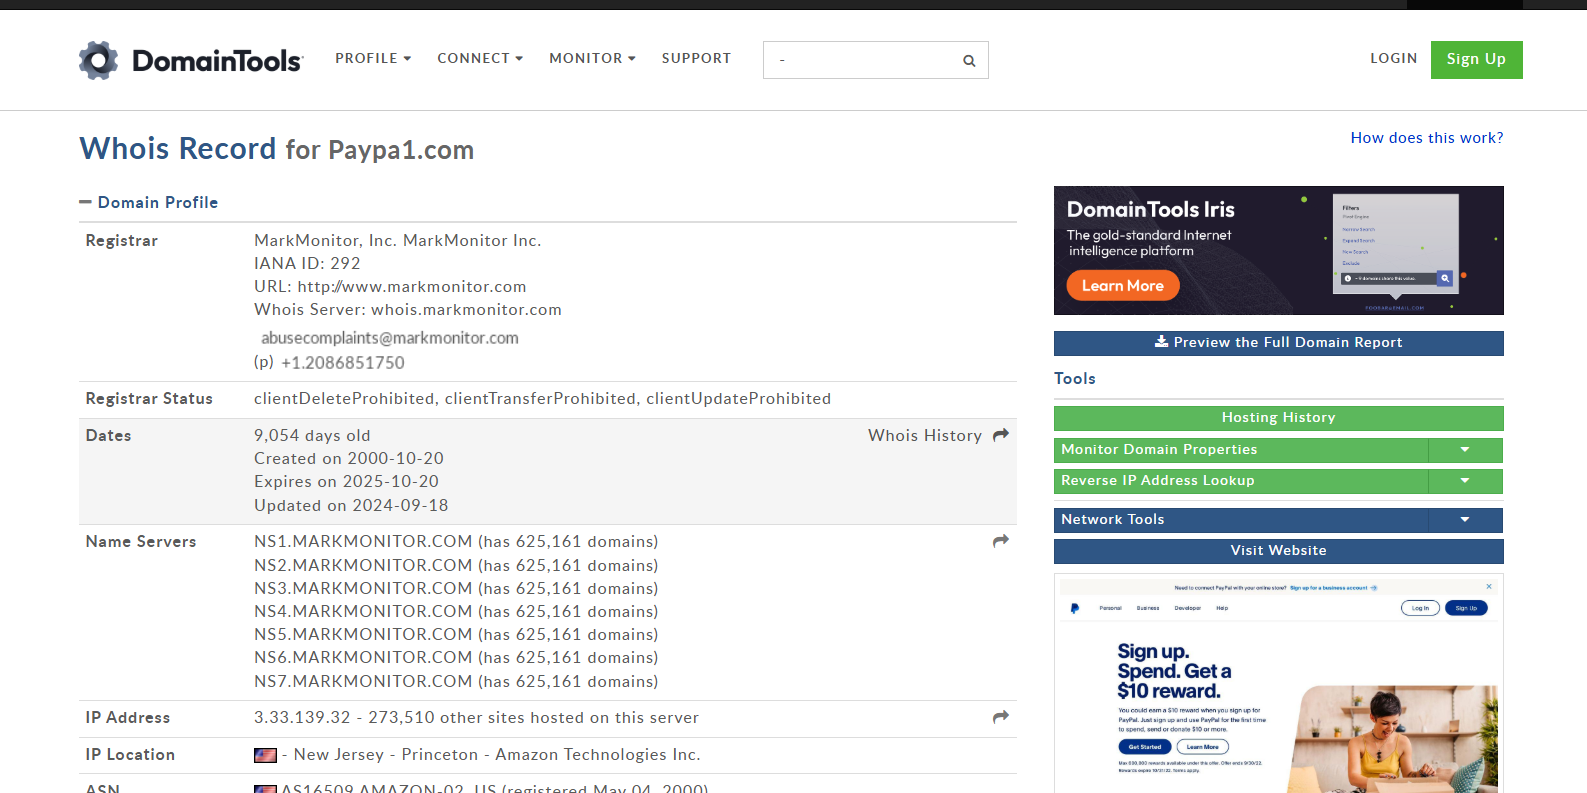 DomainTools
PROFILE CONNECT MONITOR SUPPORT
-
LOGIN Sign Up
Whois Record for Paypa1.com
How does this work?
Domain Profile
Registrar MarkMonitor, Inc. MarkMonitor Inc.
IANA ID: 292
URL: http://www.markmonitor.com
Whois Server: whois.markmonitor.com
abusecomplaints@markmonitor.com
(p) +1.2086851750
Registrar Status clientDeleteProhibited, clientTransferProhibited, clientUpdateProhibited
Dates 9,054 days old Whois History
Created on 2000-10-20
Expires on 2025-10-20
Updated on 2024-09-18
Name Servers NS1.MARKMONITOR.COM (has 625,161 domains)
NS2.MARKMONITOR.COM (has 625,161 domains)
NS3.MARKMONITOR.COM (has 625,161 domains)
NS4.MARKMONITOR.COM (has 625,161 domains)
NS5.MARKMONITOR.COM (has 625,161 domains)
NS6.MARKMONITOR.COM (has 625,161 domains)
NS7.MARKMONITOR.COM (has 625,161 domains)
IP Address 3.33.139.32 - 273,510 other sites hosted on this server
IP Location - New Jersey - Princeton - Amazon Technologies Inc.
ASN AS16509 AMAZON-02, US (registered May 04, 2000)
DomainTools Iris
The gold-standard Internet
intelligence platform
Learn More
Filters
Pivot Engine
Narrow Search
Expand Search
New Search
Exclude
Preview the Full Domain Report
Tools
Hosting History
Monitor Domain Properties
Reverse IP Address Lookup
Network Tools
Visit Website
Need to connect PayPal with your online store? Sign up for a business account
Personal Business Developer Help Log In Sign Up
Sign up.
Spend. Get a
$10 reward.
You could earn a $10 reward when you sign up for
PayPal. Just sign up and use PayPal for the first time
to spend, send or donate $10 or more.
Get Started Learn More